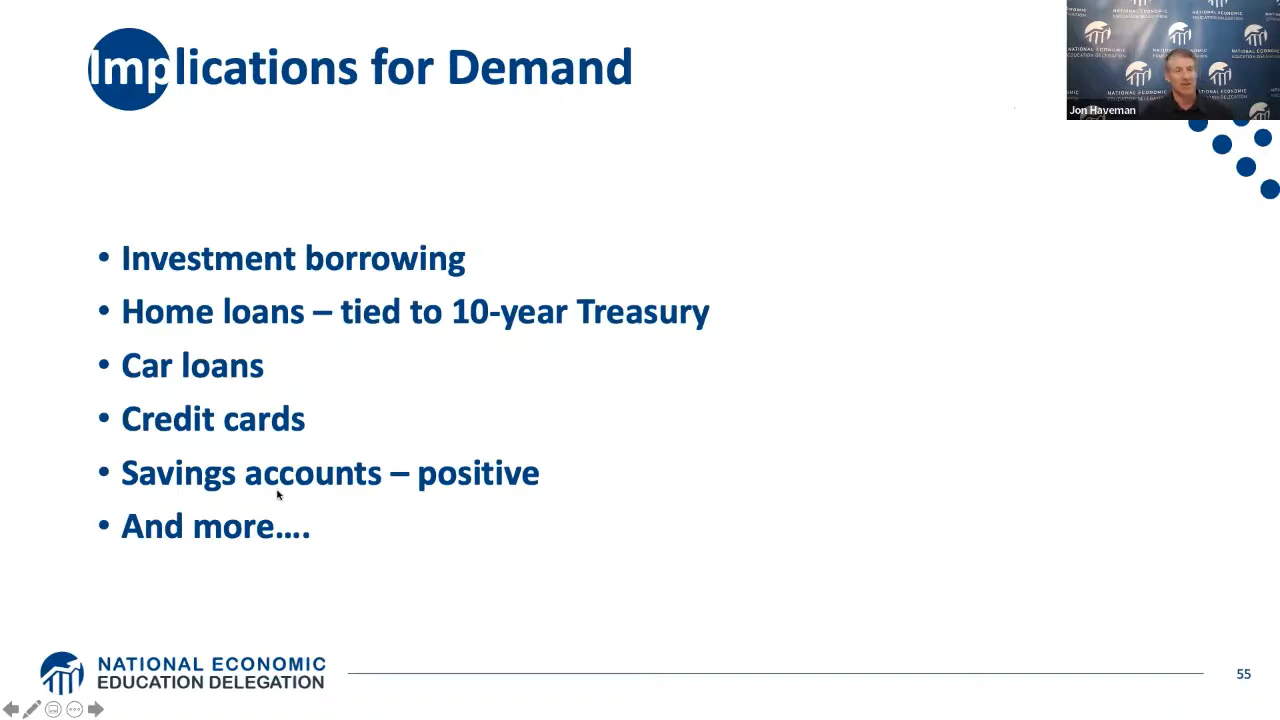 Implications for Demand
Jon Haveman
• Investment borrowing
• Home loans – tied to 10-year Treasury
• Car loans
• Credit cards
• Savings accounts – positive
• And more….
NATIONAL ECONOMIC
EDUCATION DELEGATION
55